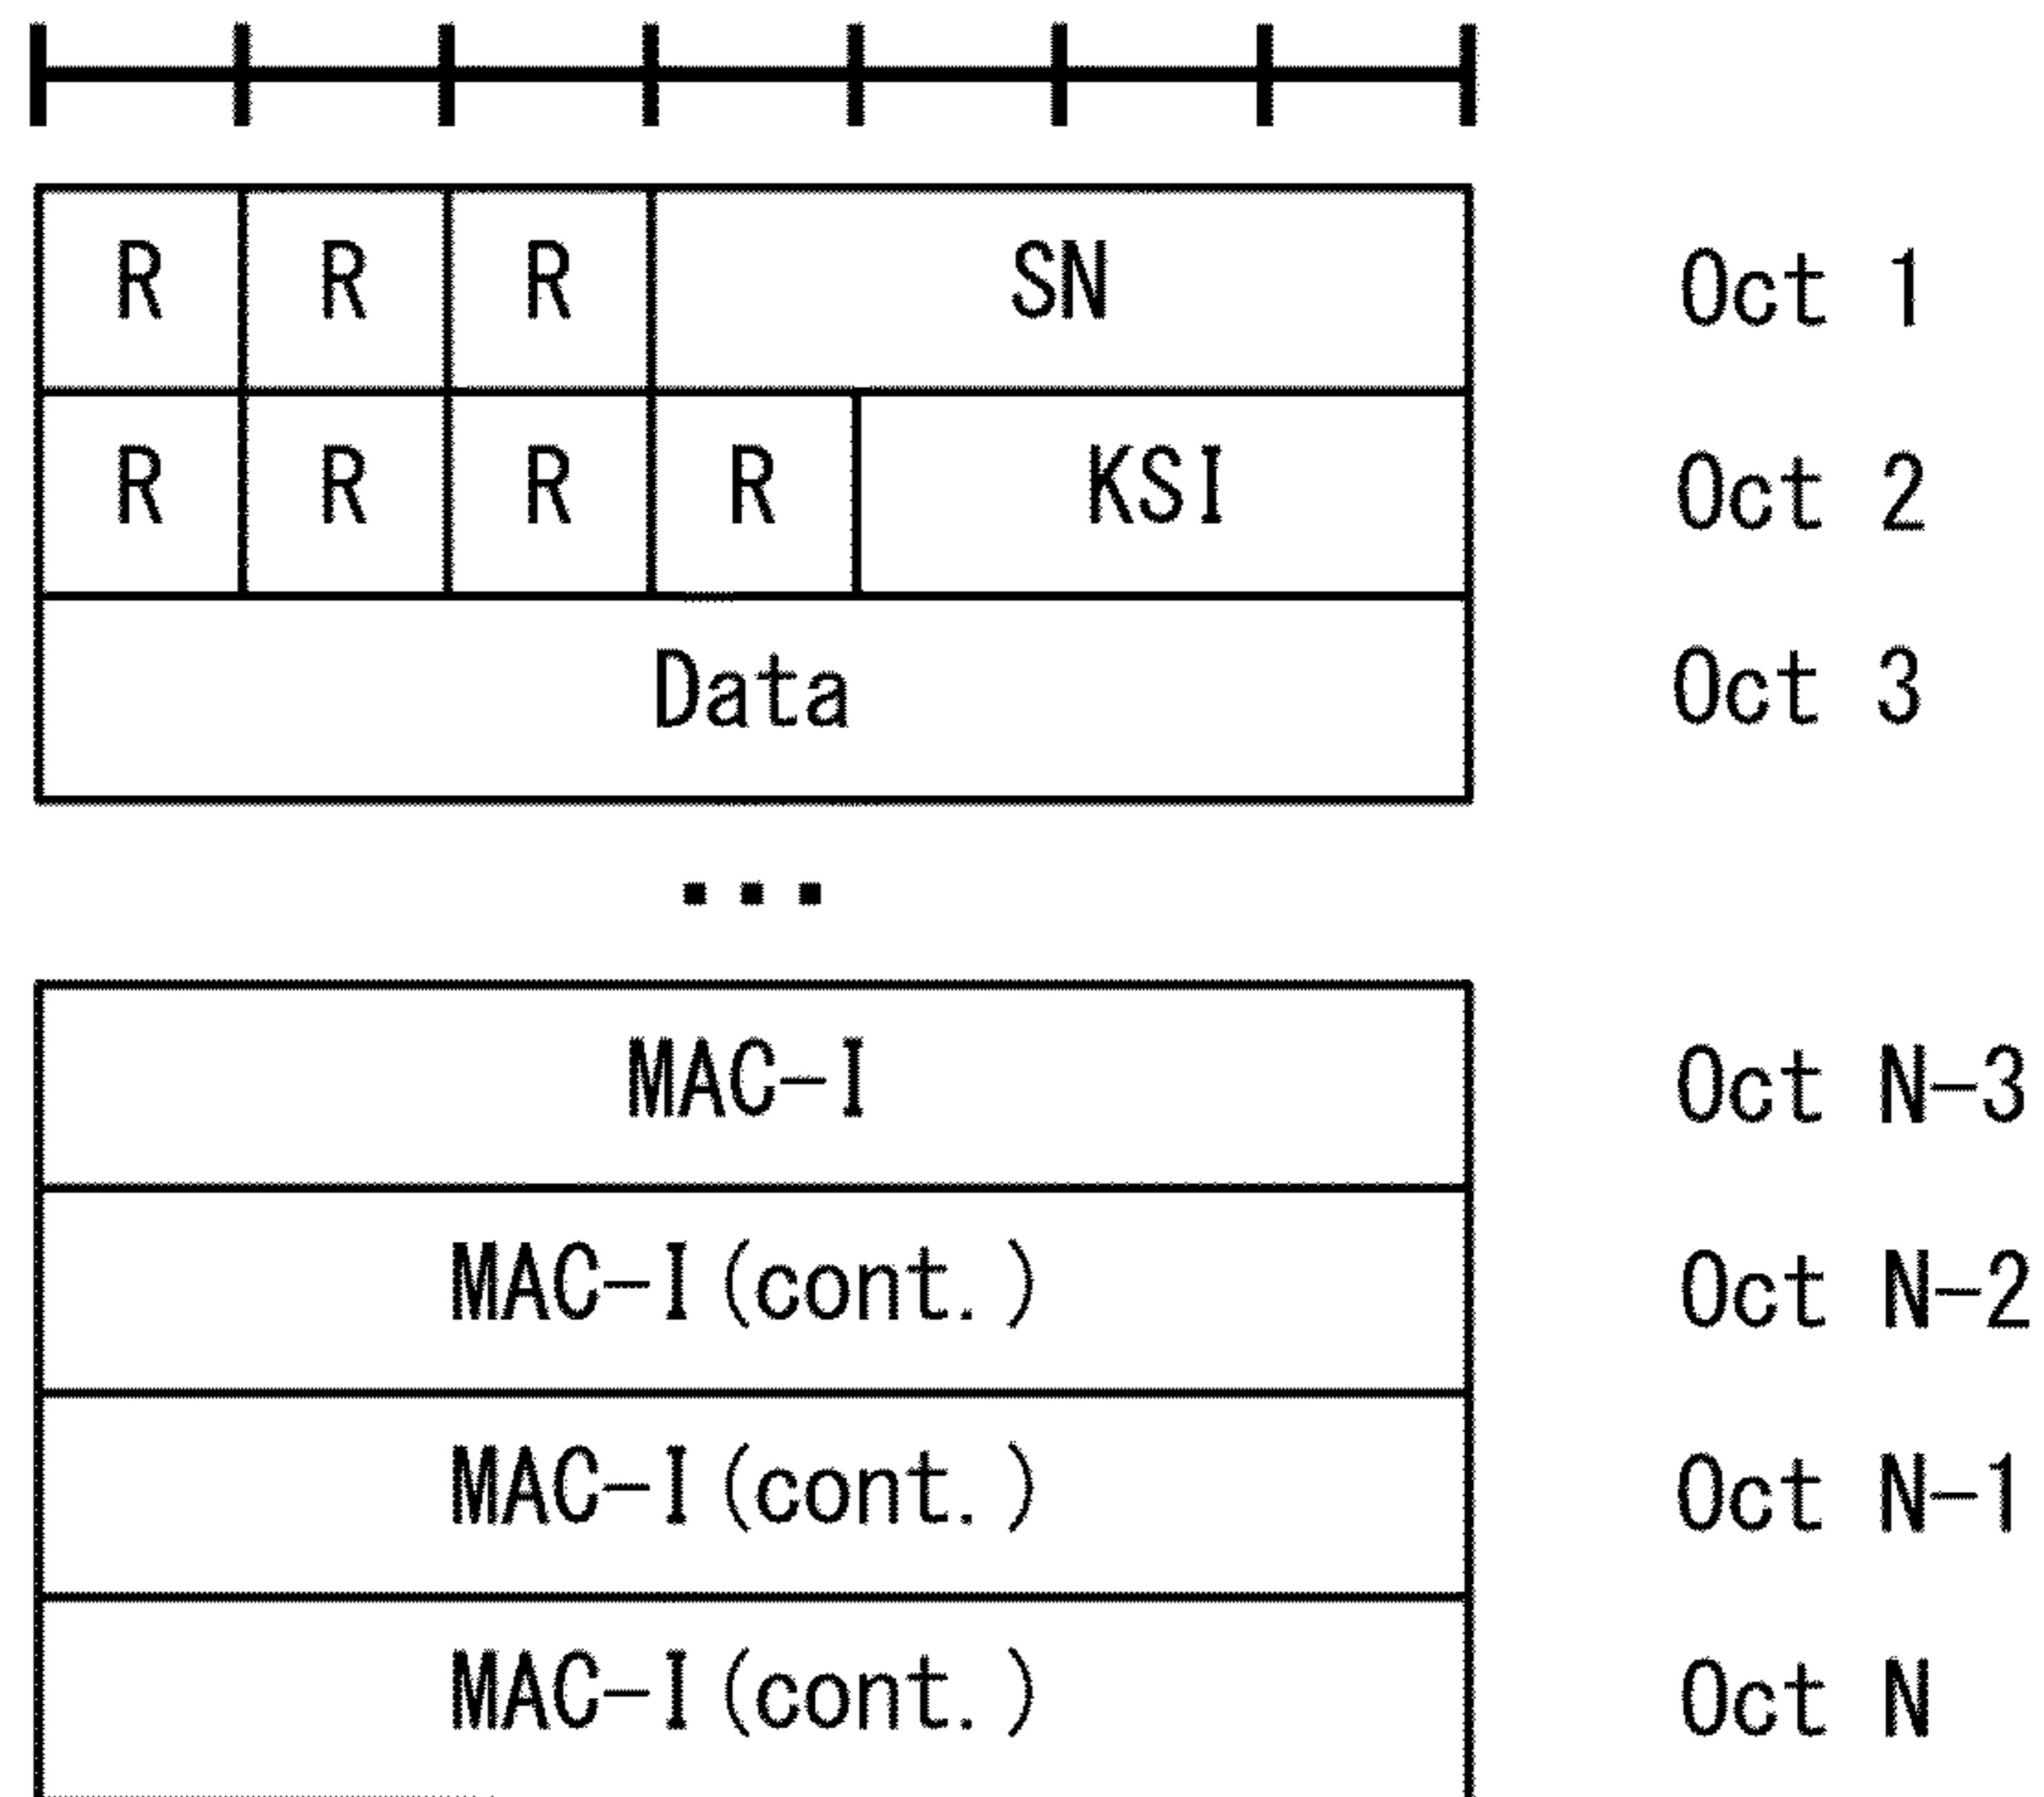 R R R SN Oct 1
R R R R KSI Oct 2
Data Oct 3
...
MAC-I Oct N-3
MAC-I(cont.) Oct N-2
MAC-I(cont.) Oct N-1
MAC-I(cont.) Oct N